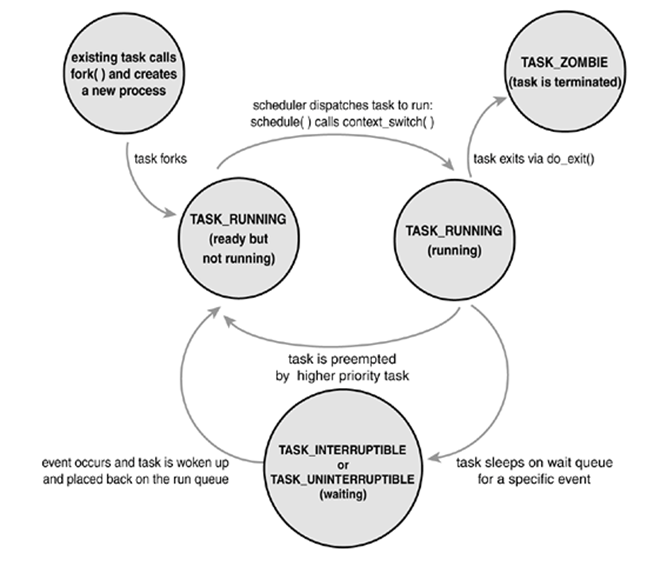 existing task calls
fork( ) and creates
a new process
TASK_ZOMBIE
(task is terminated)
scheduler dispatches task to run:
schedule( ) calls context_switch( )
task forks
task exits via do_exit()
TASK_RUNNING
(ready but
not running)
TASK_RUNNING
(running)
task is preempted
by higher priority task
TASK_INTERRUPTIBLE
or
TASK_UNINTERRUPTIBLE
(waiting)
event occurs and task is woken up
and placed back on the run queue
task sleeps on wait queue
for a specific event